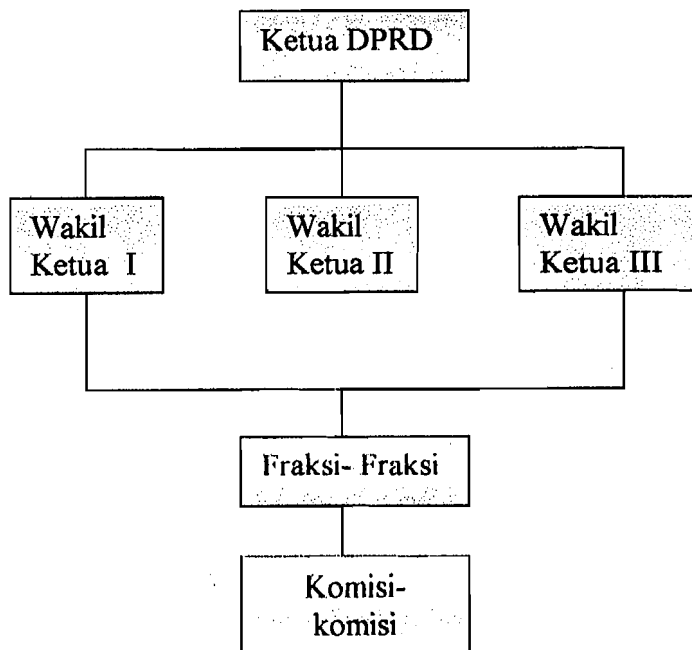 Ketua DPRD
Wakil
Ketua I
Wakil
Ketua II
Wakil
Ketua III
Fraksi- Fraksi
Komisi-
komisi